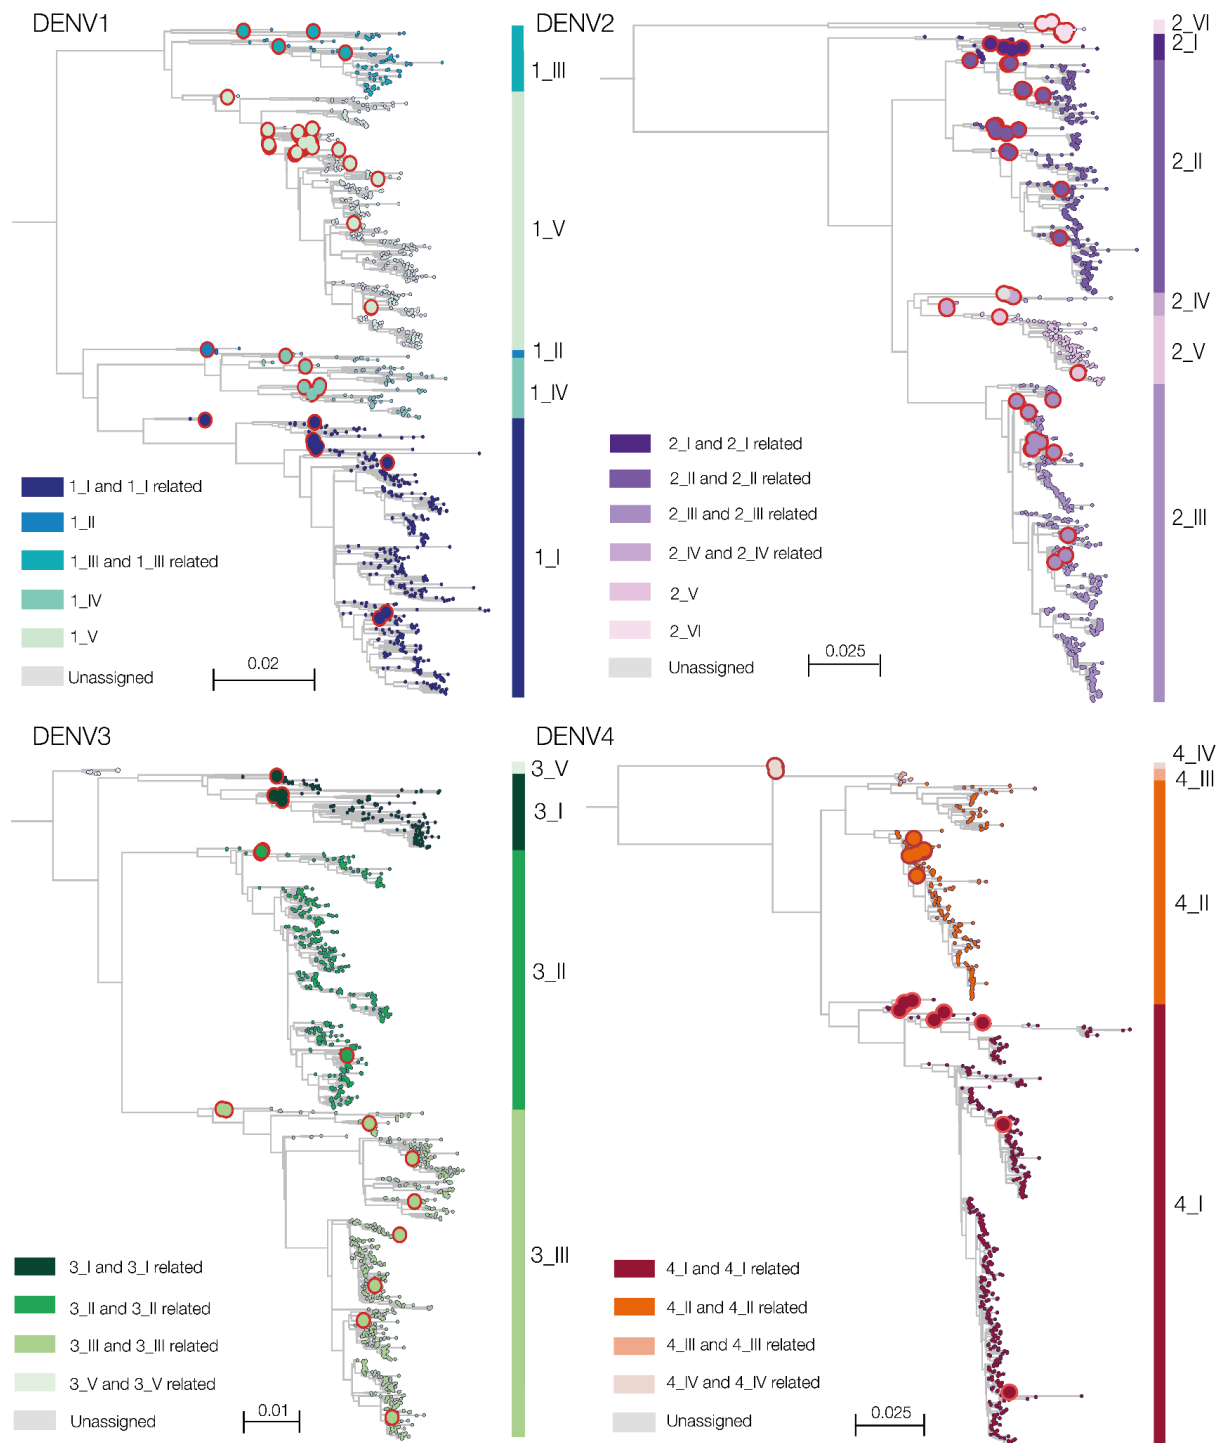 DENV1
1_III
1_V
1_II
1_IV
1_I
1_I and 1_I related
1_II
1_III and 1_III related
1_IV
1_V
Unassigned
0.02
DENV2
2_VI
2_I
2_II
2_IV
2_V
2_III
2_I and 2_I related
2_II and 2_II related
2_III and 2_III related
2_IV and 2_IV related
2_V
2_VI
Unassigned
0.025
DENV3
3_V
3_I
3_II
3_III
3_I and 3_I related
3_II and 3_II related
3_III and 3_III related
3_V and 3_V related
Unassigned
0.01
DENV4
4_IV
4_III
4_II
4_I
4_I and 4_I related
4_II and 4_II related
4_III and 4_III related
4_IV and 4_IV related
Unassigned
0.025